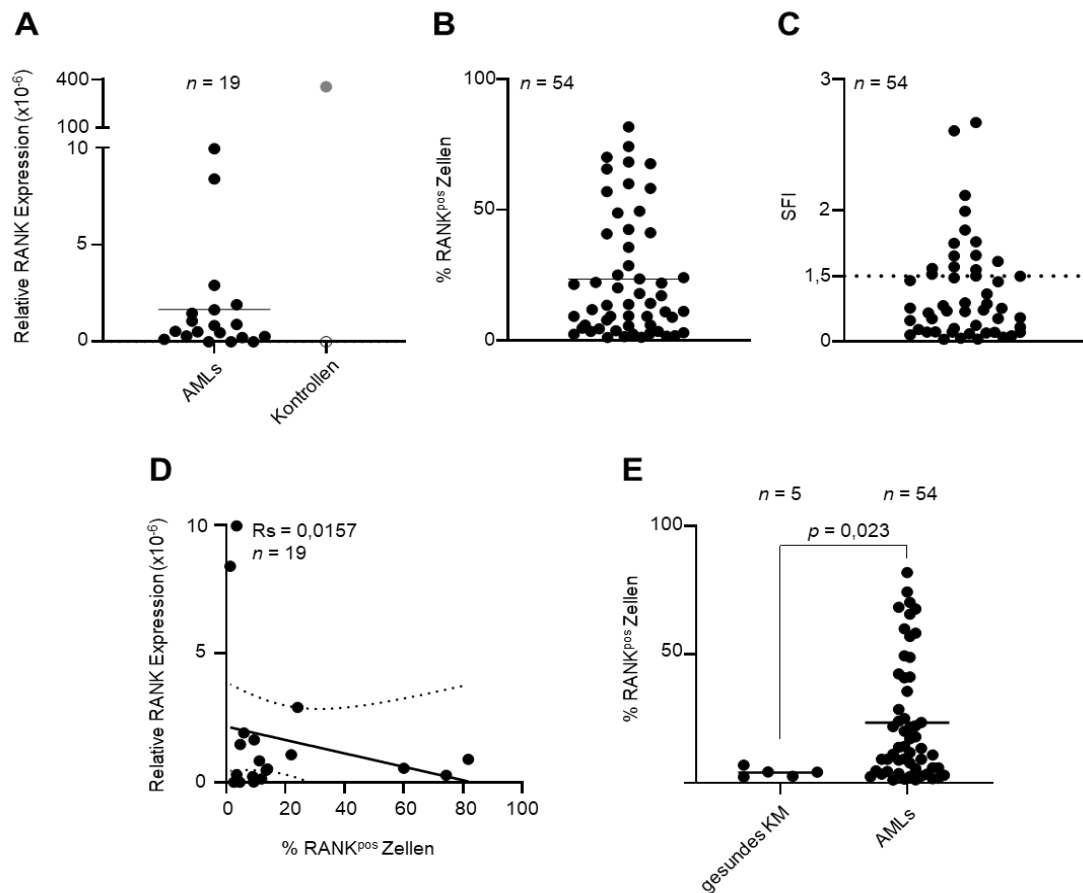 A
Relative RANK Expression (x10⁻⁶)
n = 19
400
100
10
5
0
AMLs
Kontrollen
B
% RANKᵖᵒˢ Zellen
n = 54
100
50
0
C
SFI
n = 54
3
2
1,5
0
D
Relative RANK Expression (x10⁻⁶)
Rs = 0,0157
n = 19
10
5
0
0 20 40 60 80 100
% RANKᵖᵒˢ Zellen
E
n = 5 n = 54
p = 0,023
% RANKᵖᵒˢ Zellen
100
50
gesundes KM
AMLs